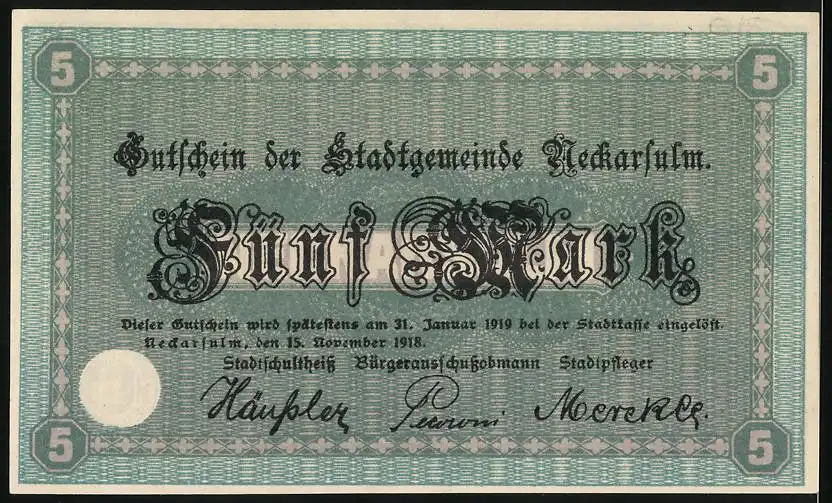 5 5
Gutschein der Stadtgemeinde Neckarsulm.
Fünf Mark
Dieser Gutschein wird spätestens am 31. Januar 1919 bei der Stadtkasse eingelöst.
Neckarsulm, den 15. November 1918.
Stadtschultheiß Bürgerausschußobmann Stadtpfleger
Häußler Merckle.
5 5